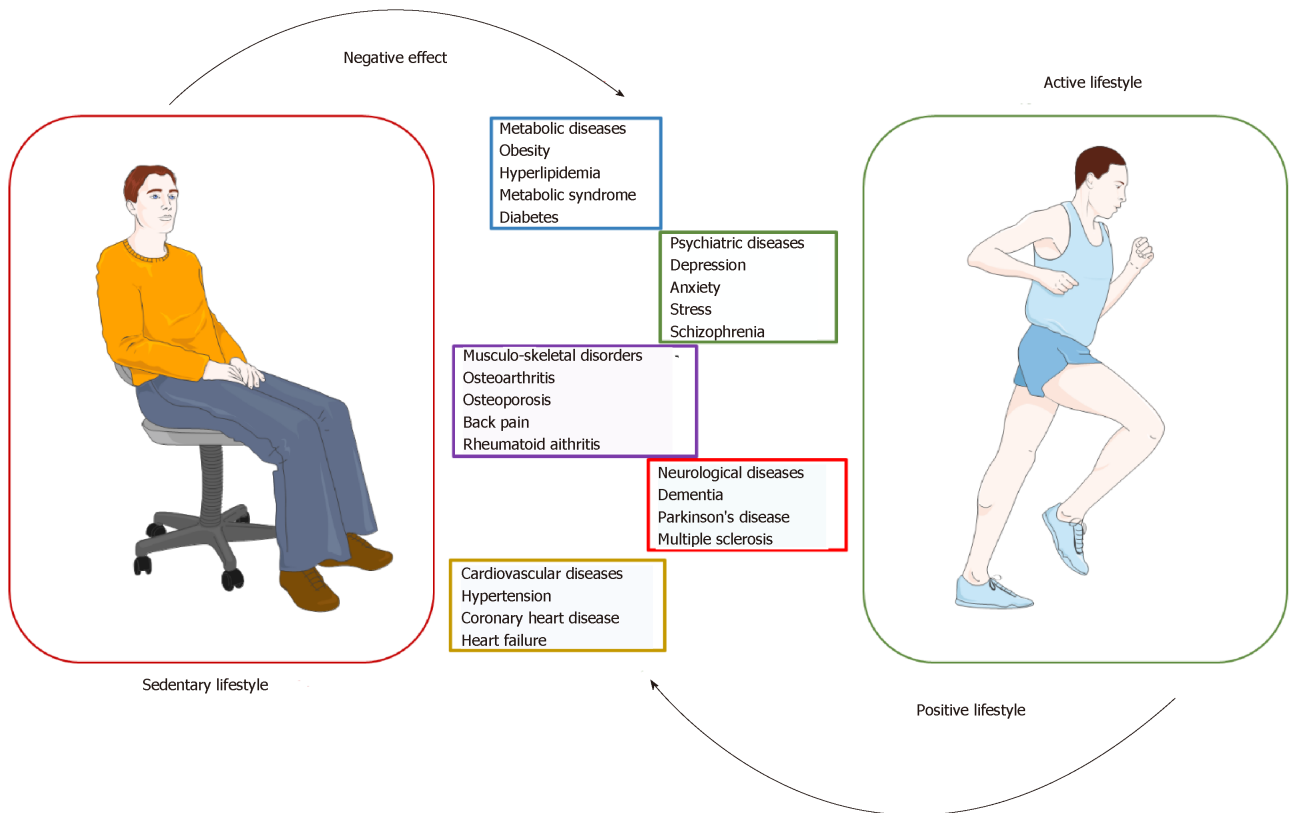 Negative effect
Active lifestyle
Metabolic diseases
Obesity
Hyperlipidemia
Metabolic syndrome
Diabetes
Psychiatric diseases
Depression
Anxiety
Stress
Schizophrenia
Musculo-skeletal disorders
Osteoarthritis
Osteoporosis
Back pain
Rheumatoid aithritis
Neurological diseases
Dementia
Parkinson's disease
Multiple sclerosis
Cardiovascular diseases
Hypertension
Coronary heart disease
Heart failure
Sedentary lifestyle
Positive lifestyle